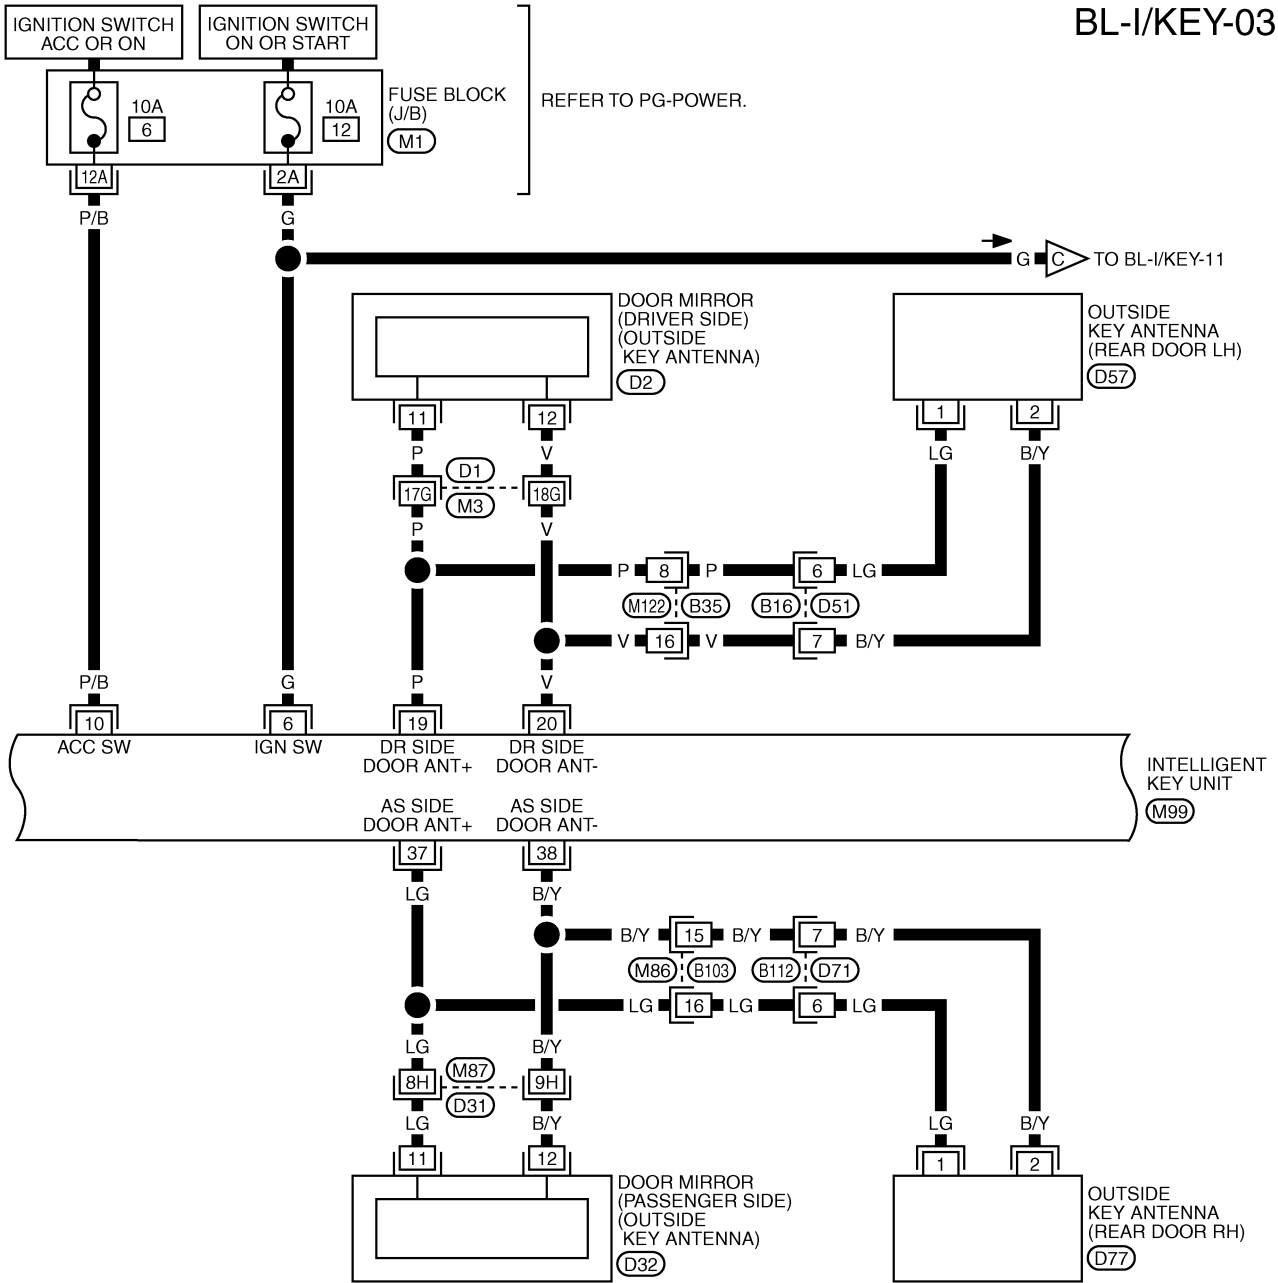 BL-I/KEY-03
IGNITION SWITCH
ACC OR ON
IGNITION SWITCH
ON OR START
10A
6
10A
12
FUSE BLOCK
(J/B)
M1
REFER TO PG-POWER.
12A
2A
P/B
G
G
C
TO BL-I/KEY-11
DOOR MIRROR
(DRIVER SIDE)
(OUTSIDE
KEY ANTENNA)
D2
OUTSIDE
KEY ANTENNA
(REAR DOOR LH)
D57
11
12
1
2
P
V
LG
B/Y
17G
D1
M3
18G
P
V
P
8
P
6
LG
M122
B35
B16
D51
V
16
V
7
B/Y
P/B
G
P
V
10
6
19
20
ACC SW
IGN SW
DR SIDE
DOOR ANT+
DR SIDE
DOOR ANT-
INTELLIGENT
KEY UNIT
M99
AS SIDE
DOOR ANT+
AS SIDE
DOOR ANT-
37
38
LG
B/Y
B/Y
15
B/Y
7
B/Y
M86
B103
B112
D71
LG
16
LG
6
LG
LG
B/Y
8H
M87
D31
9H
LG
B/Y
LG
B/Y
11
12
1
2
DOOR MIRROR
(PASSENGER SIDE)
(OUTSIDE
KEY ANTENNA)
D32
OUTSIDE
KEY ANTENNA
(REAR DOOR RH)
D77